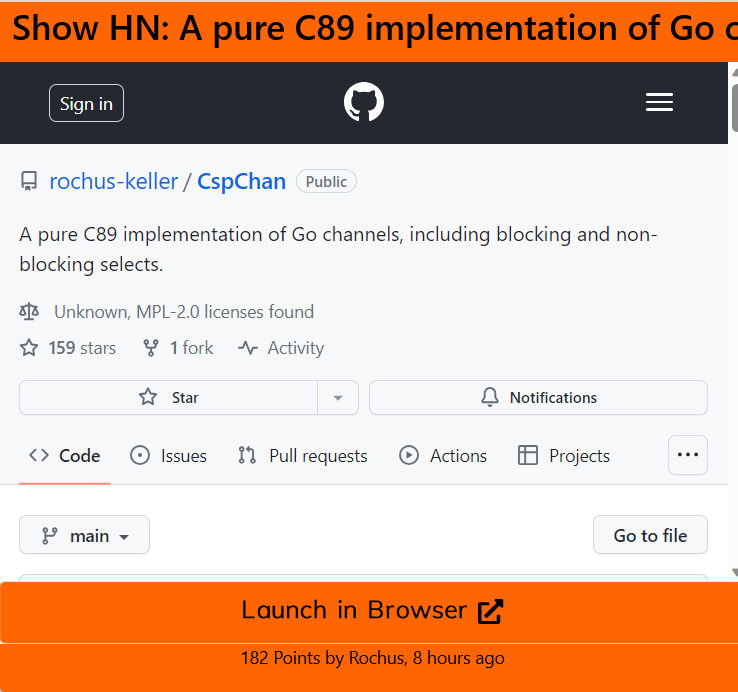 Show HN: A pure C89 implementation of Go c
Sign in
rochus-keller / CspChan Public
A pure C89 implementation of Go channels, including blocking and non-
blocking selects.
Unknown, MPL-2.0 licenses found
159 stars 1 fork Activity
Star Notifications
Code Issues Pull requests Actions Projects
main Go to file
Launch in Browser
182 Points by Rochus, 8 hours ago